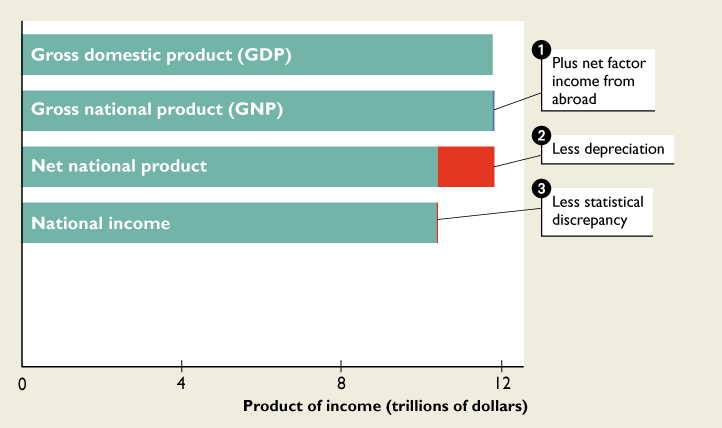 Gross domestic product (GDP)
Gross national product (GNP)
Net national product
National income
1
Plus net factor
income from
abroad
2
Less depreciation
3
Less statistical
discrepancy
0 4 8 12
Product of income (trillions of dollars)